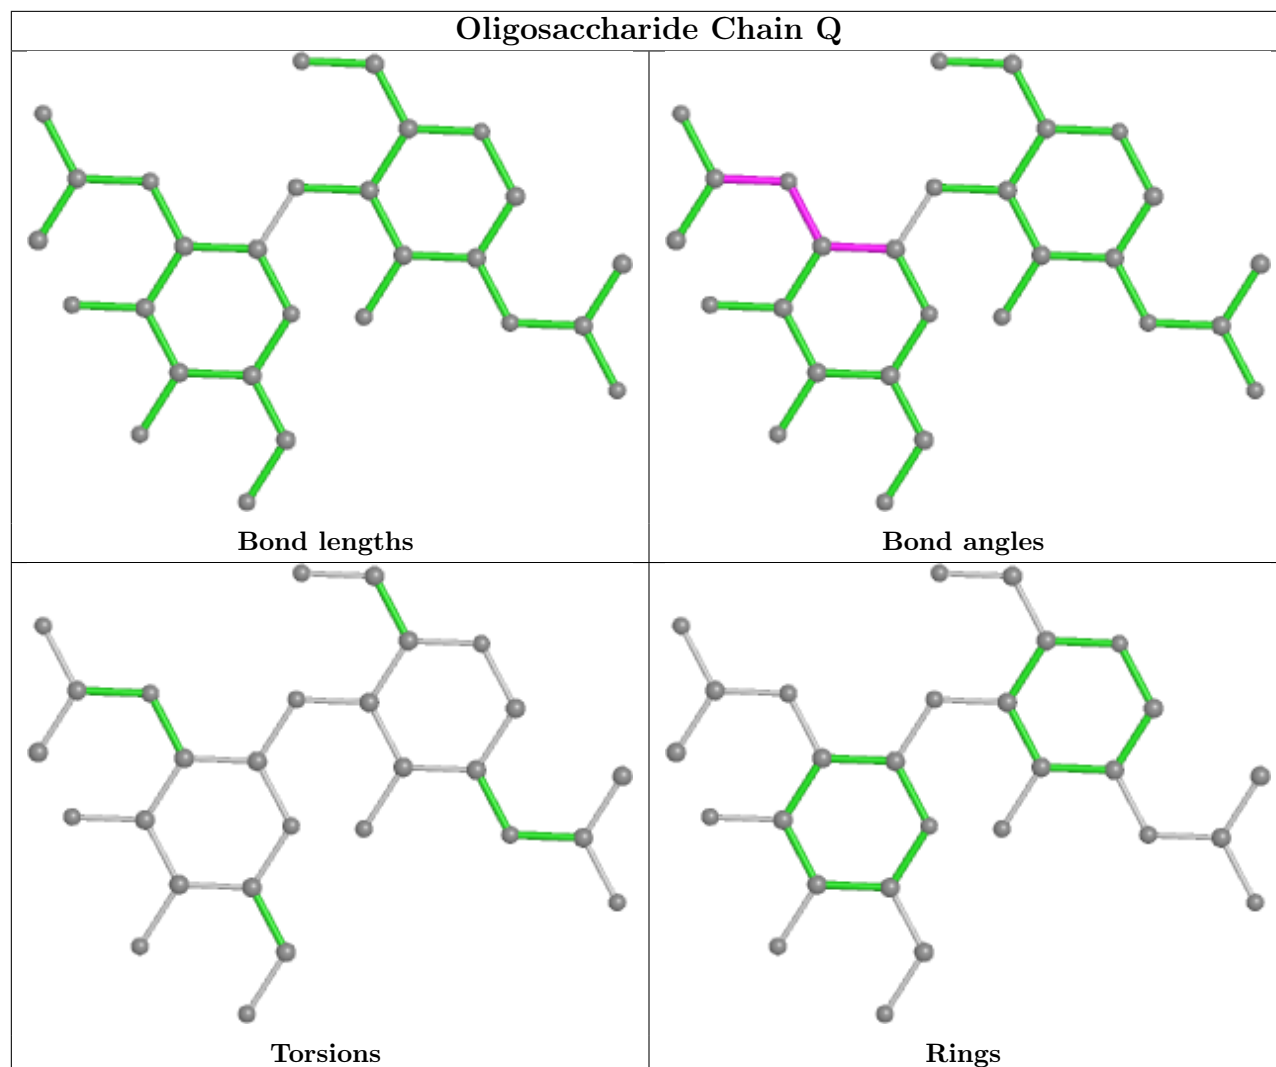 Oligosaccharide Chain Q
Bond lengths
Bond angles
Torsions
Rings